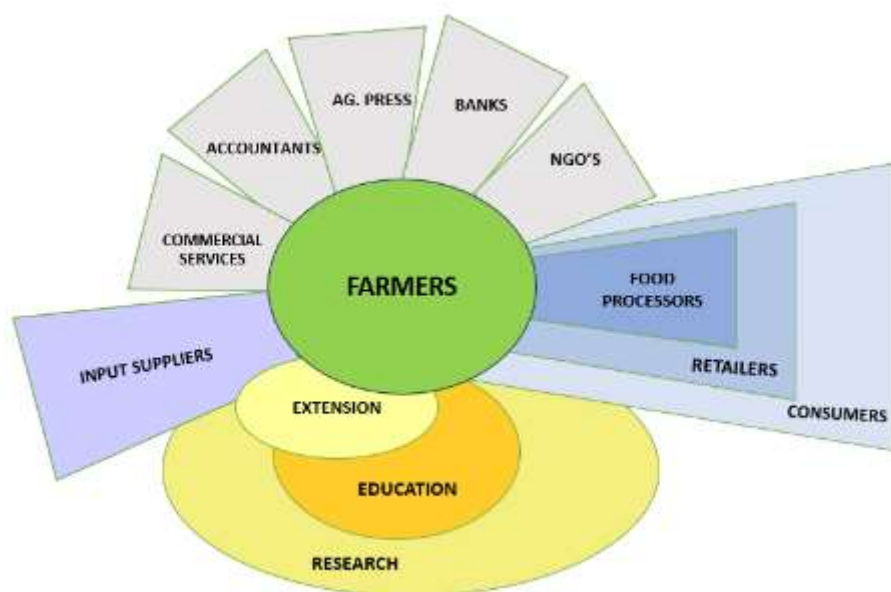 AG. PRESS
BANKS
ACCOUNTANTS
NGO'S
COMMERCIAL
SERVICES
FARMERS
FOOD
PROCESSORS
INPUT SUPPLIERS
RETAILERS
EXTENSION
CONSUMERS
EDUCATION
RESEARCH